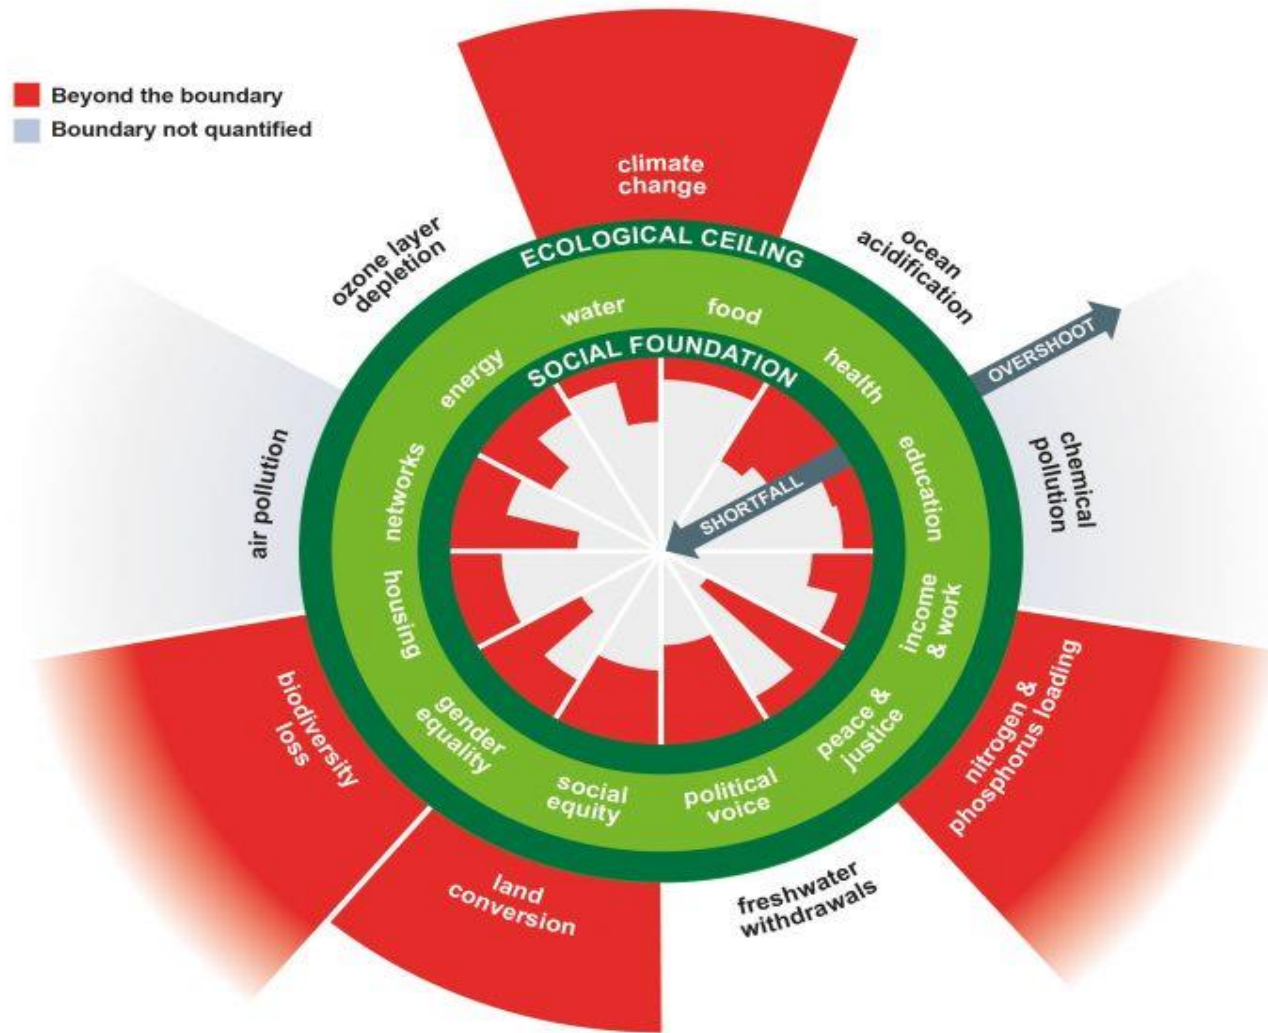 Beyond the boundary
Boundary not quantified
climate
change
ozone layer
depletion
ocean
acidification
ECOLOGICAL CEILING
water
food
energy
SOCIAL FOUNDATION
health
OVERSHOOT
networks
education
SHORTFALL
air pollution
chemical
pollution
housing
income
& work
biodiversity
loss
gender
equality
peace &
justice
nitrogen &
phosphorus loading
social
equity
political
voice
land
conversion
freshwater
withdrawals